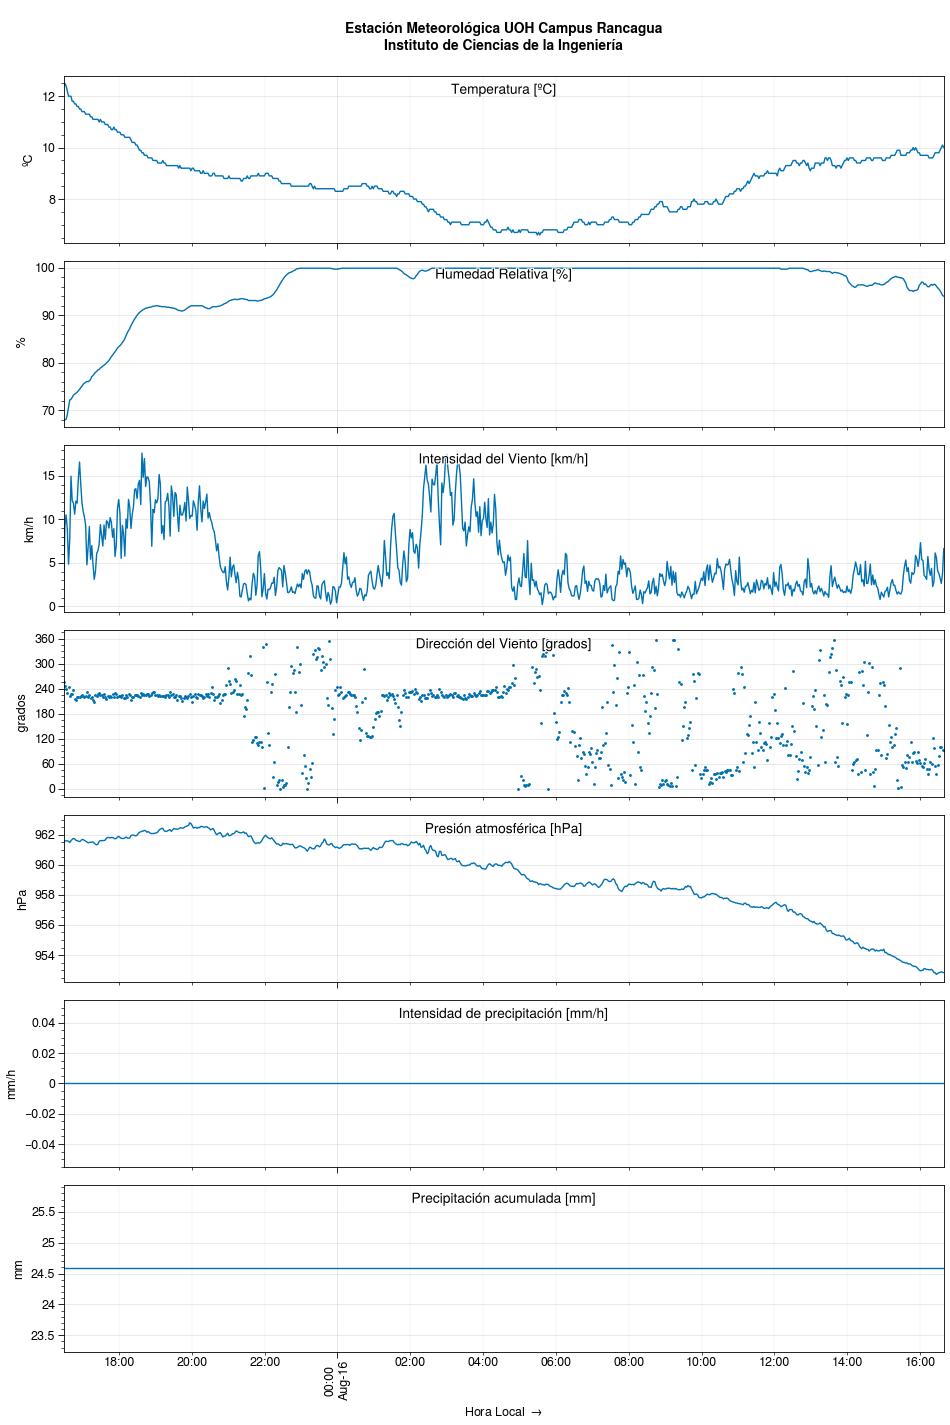 Estación Meteorológica UOH Campus Rancagua
Instituto de Ciencias de la Ingeniería
Temperatura [ºC]
12
10
8
ºC
Humedad Relativa [%]
100
90
80
70
%
Intensidad del Viento [km/h]
15
10
5
0
km/h
Dirección del Viento [grados]
360
300
240
180
120
60
0
grados
Presión atmosférica [hPa]
962
960
958
956
954
hPa
Intensidad de precipitación [mm/h]
0.04
0.02
0
−0.02
−0.04
mm/h
Precipitación acumulada [mm]
25.5
25
24.5
24
23.5
mm
18:00 20:00 22:00 00:00 02:00 04:00 06:00 08:00 10:00 12:00 14:00 16:00
Aug-16
Hora Local →